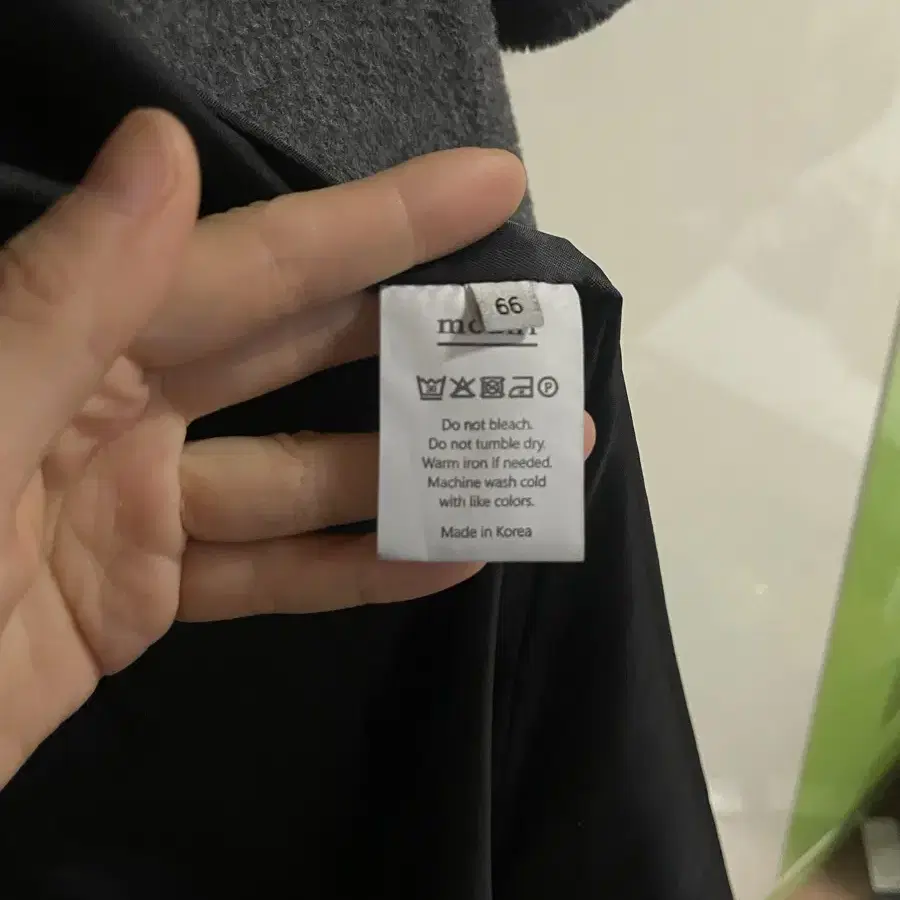 66
Do not bleach.
Do not tumble dry.
Warm iron if needed.
Machine wash cold
with like colors.
Made in Korea